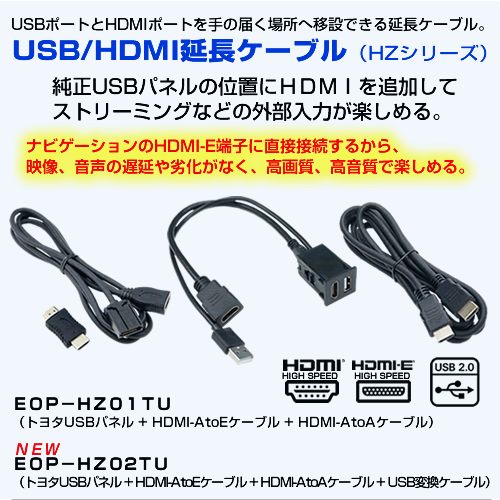 USBポートとHDMIポートを手の届く場所へ移設できる延長ケーブル。
USB/HDMI延長ケーブル（HZシリーズ）
純正USBパネルの位置にHDMIを追加して
ストリーミングなどの外部入力が楽しめる。
ナビゲーションのHDMI-E端子に直接接続するから、
映像、音声の遅延や劣化がなく、高画質、高音質で楽しめる。
HDMI HIGH SPEED
HDMI-E HIGH SPEED
USB 2.0
EOP-HZ01TU
（トヨタUSBパネル + HDMI-AtoEケーブル + HDMI-AtoAケーブル）
NEW
EOP-HZ02TU
（トヨタUSBパネル＋HDMI-AtoEケーブル＋HDMI-AtoAケーブル＋USB変換ケーブル）